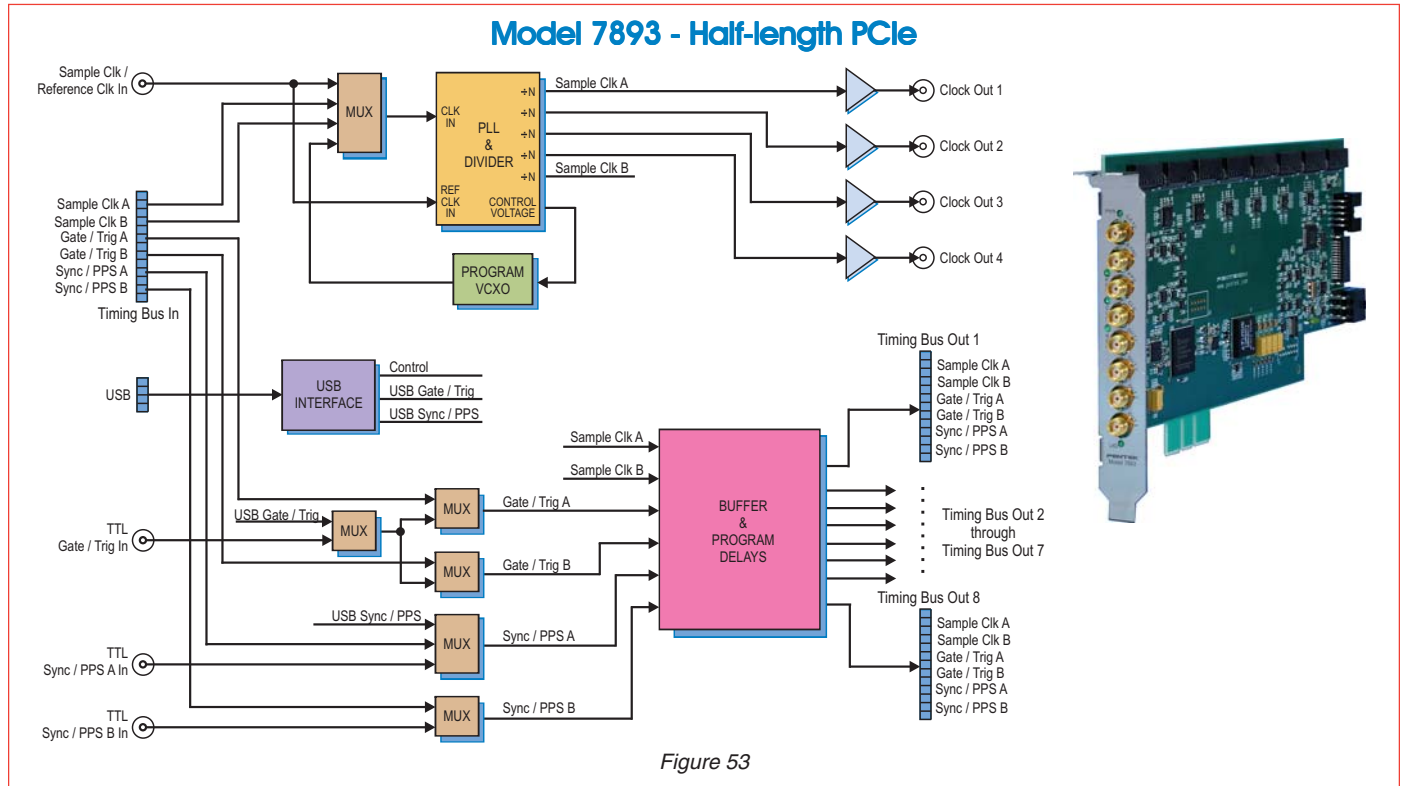 Model 7893 - Half-length PCIe
Sample Clk /
Reference Clk In
MUX
CLK
IN
PLL
&
DIVIDER
REF
CLK
IN
CONTROL
VOLTAGE
÷N
÷N
÷N
÷N
÷N
Sample Clk A
Sample Clk B
Clock Out 1
Clock Out 2
Clock Out 3
Clock Out 4
PROGRAM
VCXO
Sample Clk A
Sample Clk B
Gate / Trig A
Gate / Trig B
Sync / PPS A
Sync / PPS B
Timing Bus In
USB
USB
INTERFACE
Control
USB Gate / Trig
USB Sync / PPS
TTL
Gate / Trig In
USB Gate / Trig
MUX
MUX
Gate / Trig A
MUX
Gate / Trig B
USB Sync / PPS
TTL
Sync / PPS A In
MUX
Sync / PPS A
TTL
Sync / PPS B In
MUX
Sync / PPS B
Sample Clk A
Sample Clk B
BUFFER
&
PROGRAM
DELAYS
Timing Bus Out 1
Sample Clk A
Sample Clk B
Gate / Trig A
Gate / Trig B
Sync / PPS A
Sync / PPS B
Timing Bus Out 2
through
Timing Bus Out 7
Timing Bus Out 8
Sample Clk A
Sample Clk B
Gate / Trig A
Gate / Trig B
Sync / PPS A
Sync / PPS B
PENTEK
Model 7893
Figure 53